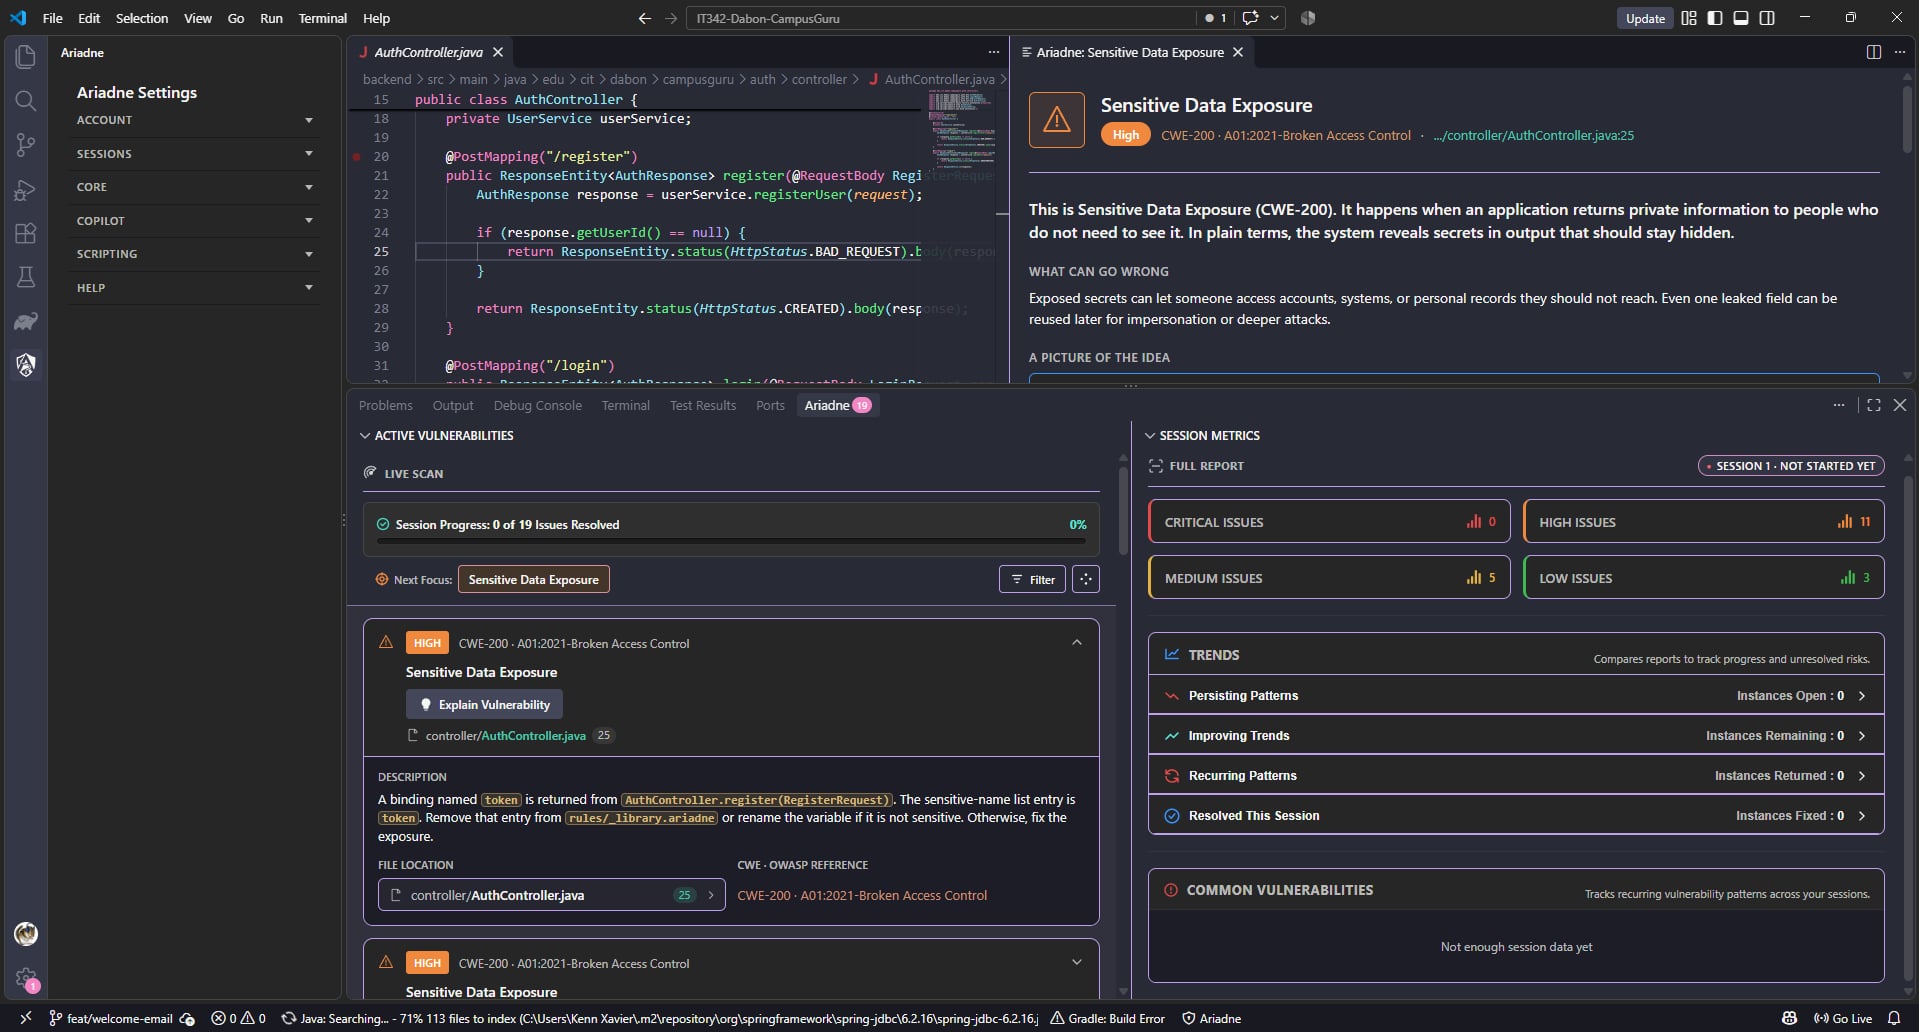 File Edit Selection View Go Run Terminal Help
IT342-Dabon-CampusGuru
1
Update
Ariadne
Ariadne Settings
ACCOUNT
SESSIONS
CORE
COPILOT
SCRIPTING
HELP
1
J AuthController.java
backend > src > main > java > edu > cit > dabon > campusguru > auth > controller > J AuthController.java >
15 public class AuthController {
18 private UserService userService;
19
20 @PostMapping("/register")
21 public ResponseEntity<AuthResponse> register(@RequestBody RegisterReques
22 AuthResponse response = userService.registerUser(request);
23
24 if (response.getUserId() == null) {
25 return ResponseEntity.status(HttpStatus.BAD_REQUEST).body(respon
26 }
27
28 return ResponseEntity.status(HttpStatus.CREATED).body(response);
29 }
30
31 @PostMapping("/login")
Ariadne: Sensitive Data Exposure
Sensitive Data Exposure
High CWE-200 · A01:2021-Broken Access Control · .../controller/AuthController.java:25
This is Sensitive Data Exposure (CWE-200). It happens when an application returns private information to people who
do not need to see it. In plain terms, the system reveals secrets in output that should stay hidden.
WHAT CAN GO WRONG
Exposed secrets can let someone access accounts, systems, or personal records they should not reach. Even one leaked field can be
reused later for impersonation or deeper attacks.
A PICTURE OF THE IDEA
Problems Output Debug Console Terminal Test Results Ports Ariadne 19
ACTIVE VULNERABILITIES
LIVE SCAN
Session Progress: 0 of 19 Issues Resolved 0%
Next Focus: Sensitive Data Exposure Filter
HIGH CWE-200 · A01:2021-Broken Access Control
Sensitive Data Exposure
Explain Vulnerability
controller/AuthController.java 25
DESCRIPTION
A binding named token is returned from AuthController.register(RegisterRequest). The sensitive-name list entry is
token. Remove that entry from rules/_library.ariadne or rename the variable if it is not sensitive. Otherwise, fix the
exposure.
FILE LOCATION CWE · OWASP REFERENCE
controller/AuthController.java 25 CWE-200 · A01:2021-Broken Access Control
HIGH CWE-200 · A01:2021-Broken Access Control
Sensitive Data Exposure
SESSION METRICS
FULL REPORT SESSION 1 · NOT STARTED YET
CRITICAL ISSUES 0 HIGH ISSUES 11
MEDIUM ISSUES 5 LOW ISSUES 3
TRENDS Compares reports to track progress and unresolved risks.
Persisting Patterns Instances Open : 0
Improving Trends Instances Remaining : 0
Recurring Patterns Instances Returned : 0
Resolved This Session Instances Fixed : 0
COMMON VULNERABILITIES Tracks recurring vulnerability patterns across your sessions.
Not enough session data yet
feat/welcome-email 0 0 Java: Searching... - 71% 113 files to index (C:\Users\Kenn Xavier\.m2\repository\org\springframework\spring-jdbc\6.2.16\spring-jdbc-6.2.16.j Gradle: Build Error Ariadne Go Live